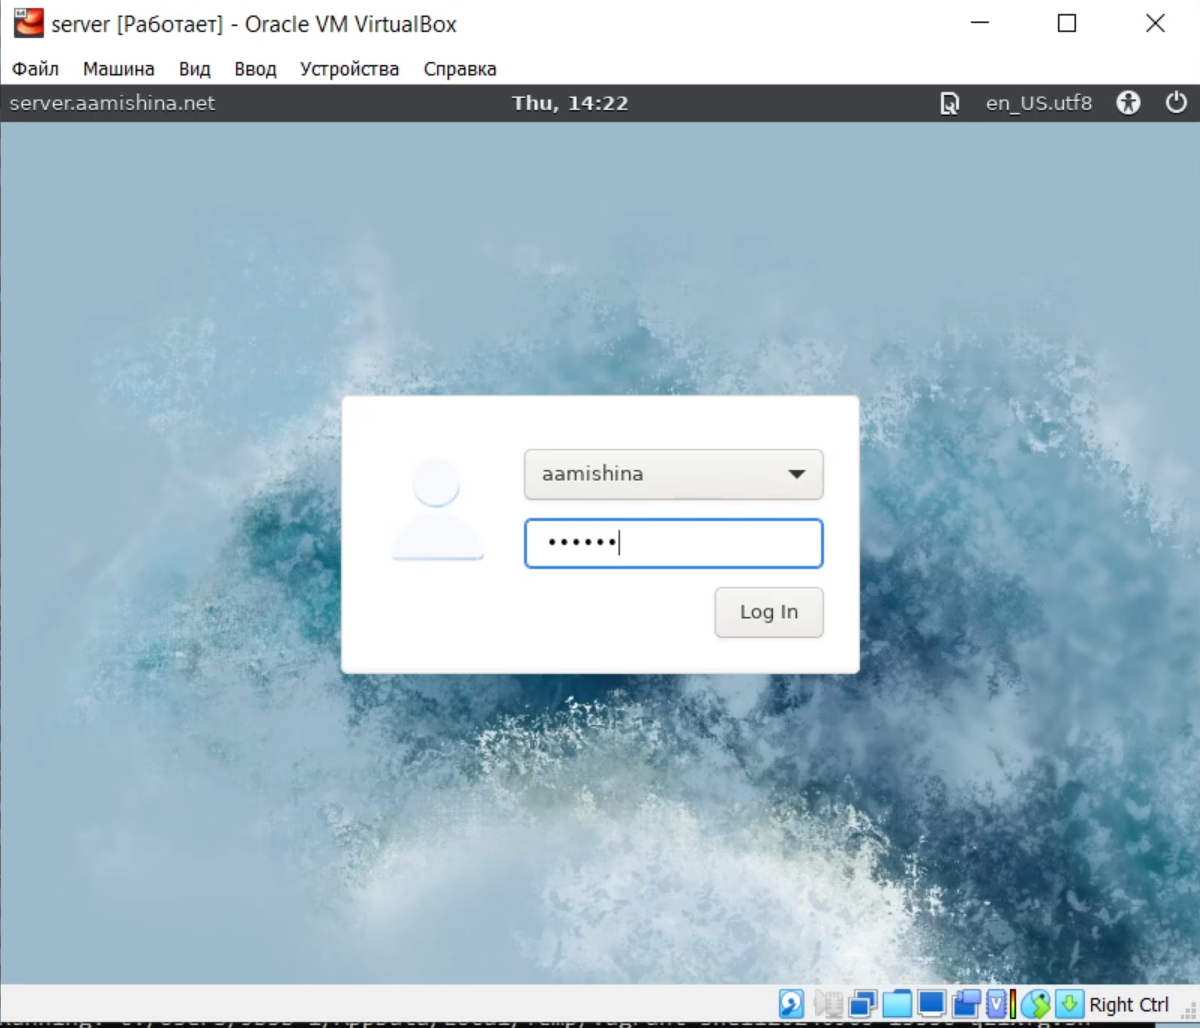 server [Работает] - Oracle VM VirtualBox
Файл Машина Вид Ввод Устройства Справка
server.aamishina.net Thu, 14:22 en_US.utf8
aamishina
••••••
Log In
Right Ctrl